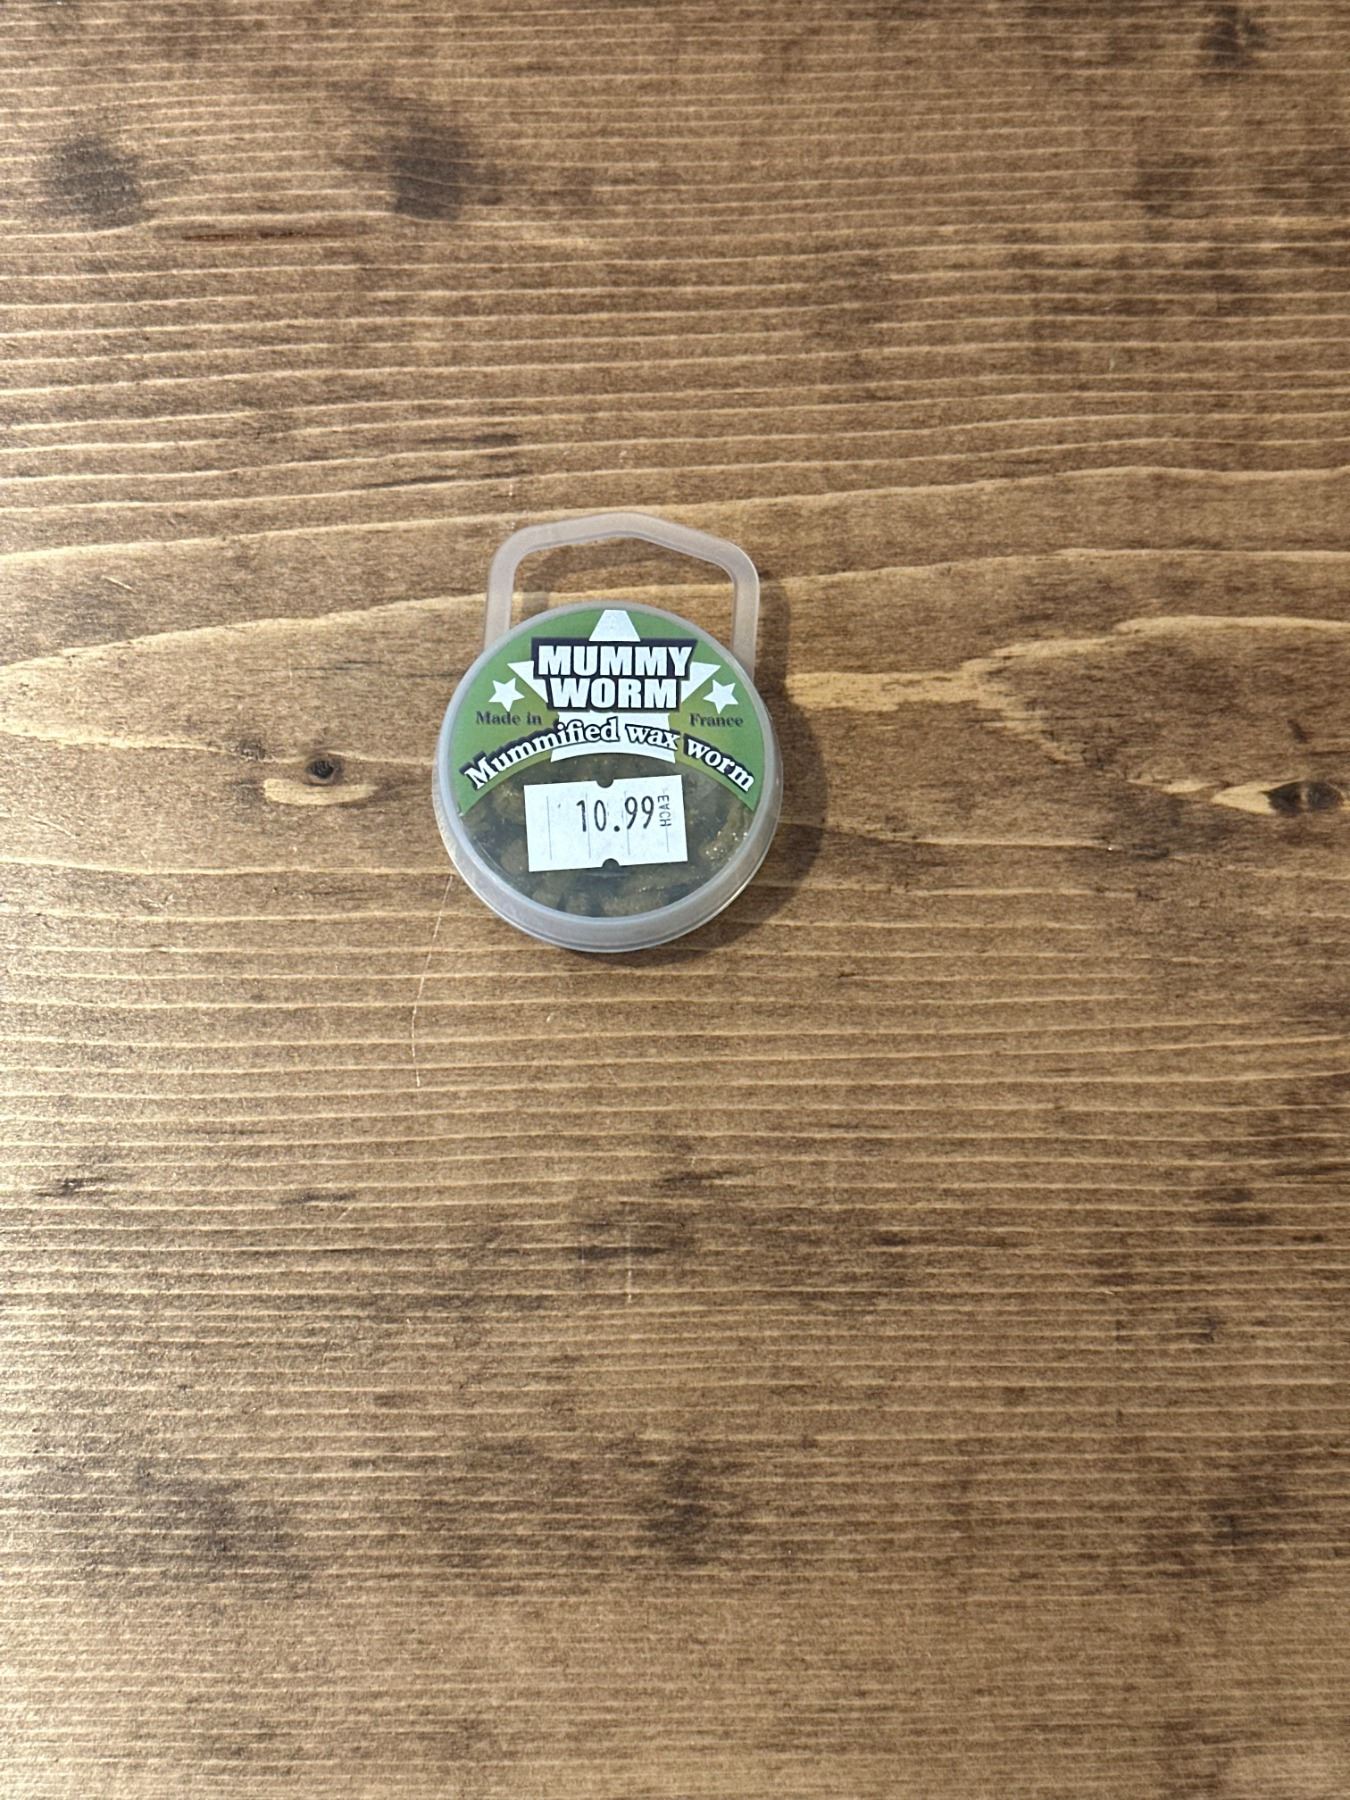 MUMMY
WORM
Made in France
Mummified wax worm
10.99 EACH